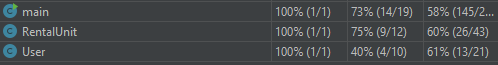 main 100% (1/1) 73% (14/19) 58% (145/2...
RentalUnit 100% (1/1) 75% (9/12) 60% (26/43)
User 100% (1/1) 40% (4/10) 61% (13/21)